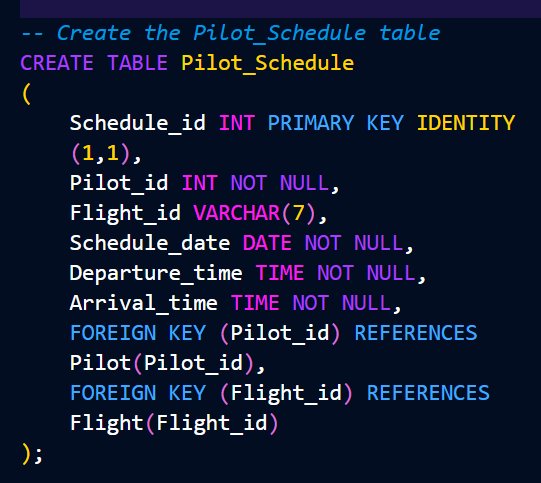 -- Create the Pilot_Schedule table
CREATE TABLE Pilot_Schedule
(
    Schedule_id INT PRIMARY KEY IDENTITY
    (1,1),
    Pilot_id INT NOT NULL,
    Flight_id VARCHAR(7),
    Schedule_date DATE NOT NULL,
    Departure_time TIME NOT NULL,
    Arrival_time TIME NOT NULL,
    FOREIGN KEY (Pilot_id) REFERENCES
    Pilot(Pilot_id),
    FOREIGN KEY (Flight_id) REFERENCES
    Flight(Flight_id)
);